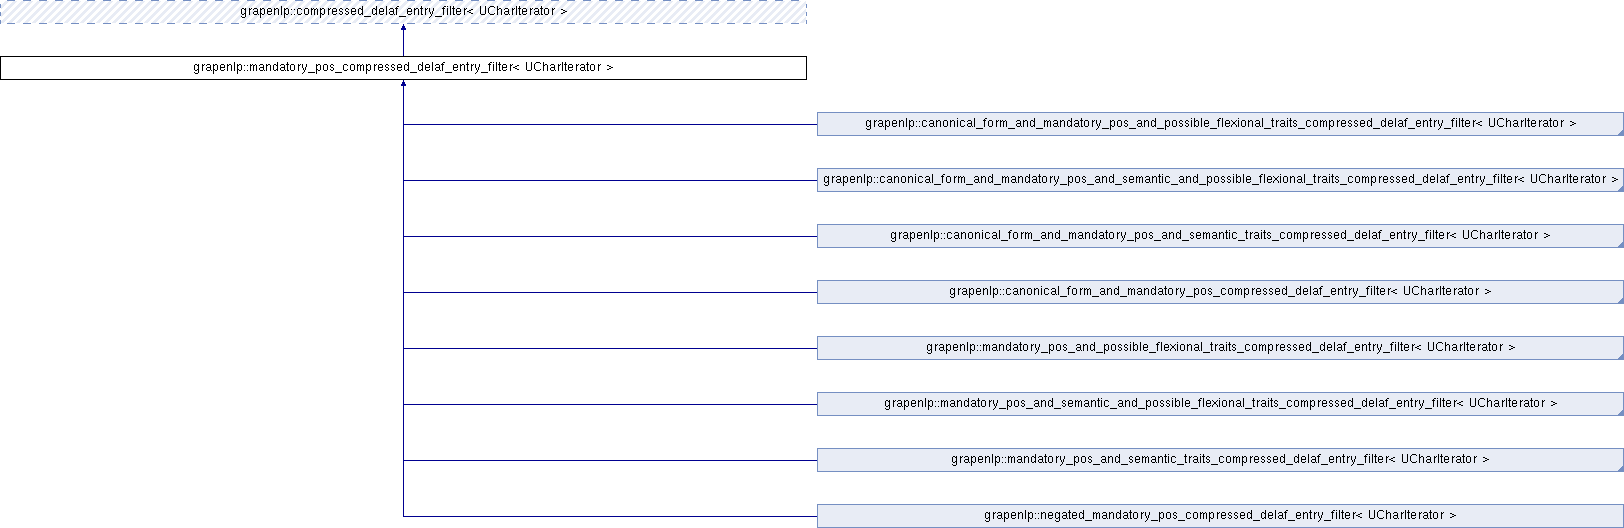 grapenlp::compressed_delaf_entry_filter< UCharIterator >
grapenlp::mandatory_pos_compressed_delaf_entry_filter< UCharIterator >
grapenlp::canonical_form_and_mandatory_pos_and_possible_flexional_traits_compressed_delaf_entry_filter< UCharIterator >
grapenlp::canonical_form_and_mandatory_pos_and_semantic_and_possible_flexional_traits_compressed_delaf_entry_filter< UCharIterator >
grapenlp::canonical_form_and_mandatory_pos_and_semantic_traits_compressed_delaf_entry_filter< UCharIterator >
grapenlp::canonical_form_and_mandatory_pos_compressed_delaf_entry_filter< UCharIterator >
grapenlp::mandatory_pos_and_possible_flexional_traits_compressed_delaf_entry_filter< UCharIterator >
grapenlp::mandatory_pos_and_semantic_and_possible_flexional_traits_compressed_delaf_entry_filter< UCharIterator >
grapenlp::mandatory_pos_and_semantic_traits_compressed_delaf_entry_filter< UCharIterator >
grapenlp::negated_mandatory_pos_compressed_delaf_entry_filter< UCharIterator >